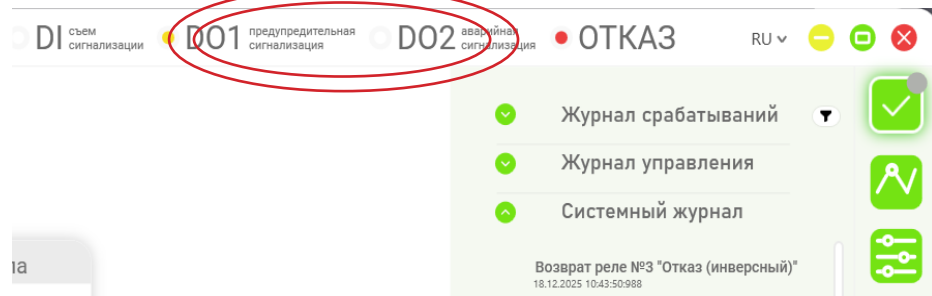 DI съем сигнализации DO1 предупредительная сигнализация DO2 аварийная сигнализация ОТКАЗ RU
Журнал срабатываний
Журнал управления
Системный журнал
Возврат реле №3 "Отказ (инверсный)"
18.12.2025 10:43:50:988